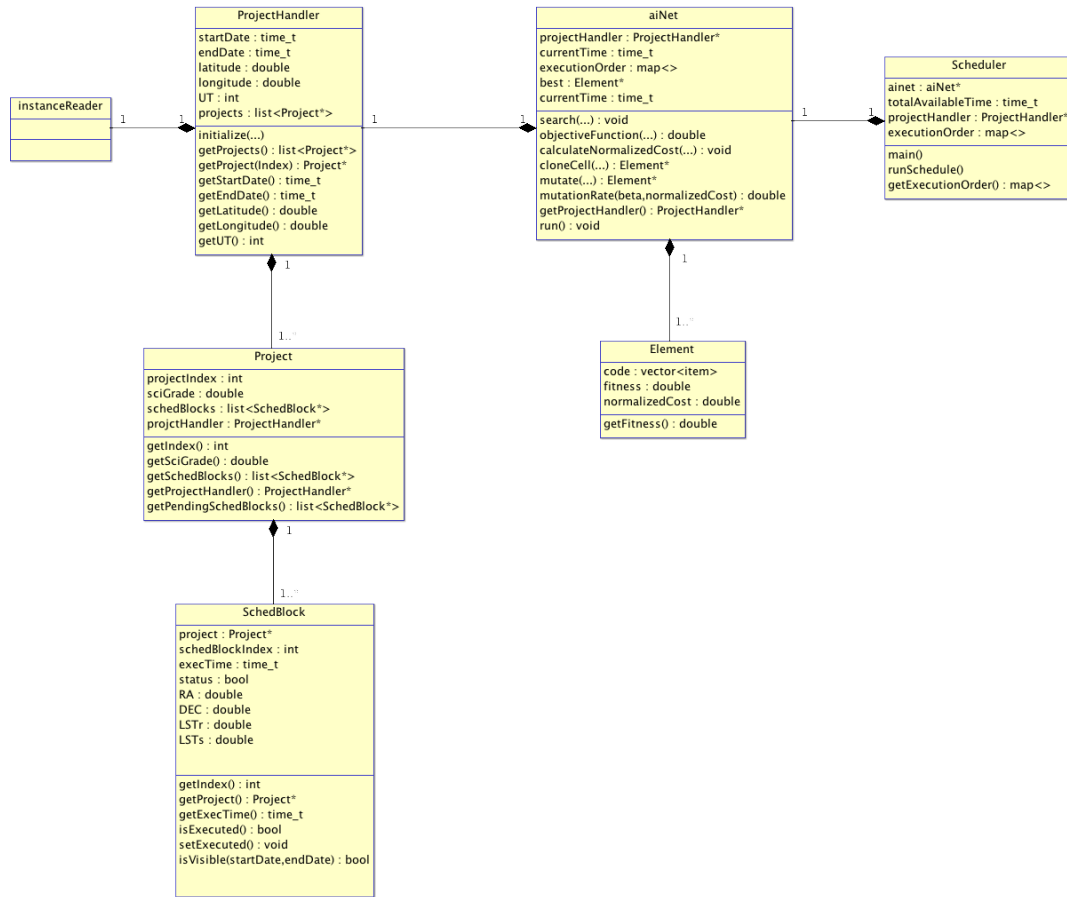 ProjectHandler
startDate : time_t
endDate : time_t
latitude : double
longitude : double
UT : int
projects : list<Project*>
initialize(...)
getProjects() : list<Project*>
getProject(Index) : Project*
getStartDate() : time_t
getEndDate() : time_t
getLatitude() : double
getLongitude() : double
getUT() : int
aiNet
projectHandler : ProjectHandler*
currentTime : time_t
executionOrder : map<>
best : Element*
currentTime : time_t
search(...) : void
objectiveFunction(...) : double
calculateNormalizedCost(...) : void
cloneCell(...) : Element*
mutate(...) : Element*
mutationRate(beta,normalizedCost) : double
getProjectHandler() : ProjectHandler*
run() : void
Scheduler
ainet : aiNet*
totalAvailableTime : time_t
projectHandler : ProjectHandler*
executionOrder : map<>
main()
runSchedule()
getExecutionOrder() : map<>
instanceReader
1
1
1
1
1
1
1
1..*
1
1..*
Project
projectIndex : int
sciGrade : double
schedBlocks : list<SchedBlock*>
projctHandler : ProjectHandler*
getIndex() : int
getSciGrade() : double
getSchedBlocks() : list<SchedBlock*>
getProjectHandler() : ProjectHandler*
getPendingSchedBlocks() : list<SchedBlock*>
Element
code : vector<item>
fitness : double
normalizedCost : double
getFitness() : double
1
1..*
SchedBlock
project : Project*
schedBlockIndex : int
execTime : time_t
status : bool
RA : double
DEC : double
LSTr : double
LSTs : double
getIndex() : int
getProject() : Project*
getExecTime() : time_t
isExecuted() : bool
setExecuted() : void
isVisible(startDate,endDate) : bool